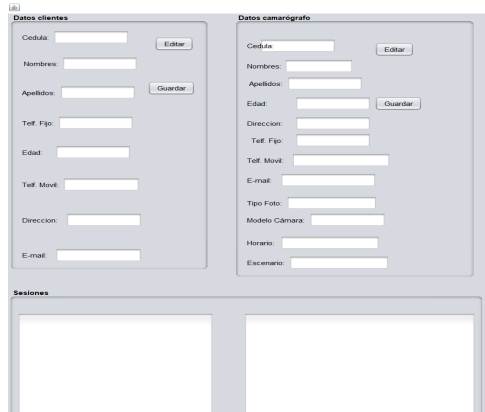 Datos clientes
Cedula:
Editar
Nombres:
Apellidos:
Guardar
Telf. Fijo:
Edad:
Telf. Movil:
Direccion:
E-mail:
Datos camarógrafo
Cedula:
Editar
Nombres:
Apellidos:
Edad:
Guardar
Direccion:
Telf. Fijo:
Telf. Movil:
E-mail:
Tipo Foto:
Modelo Cámara:
Horario:
Escenario:
Sesiones